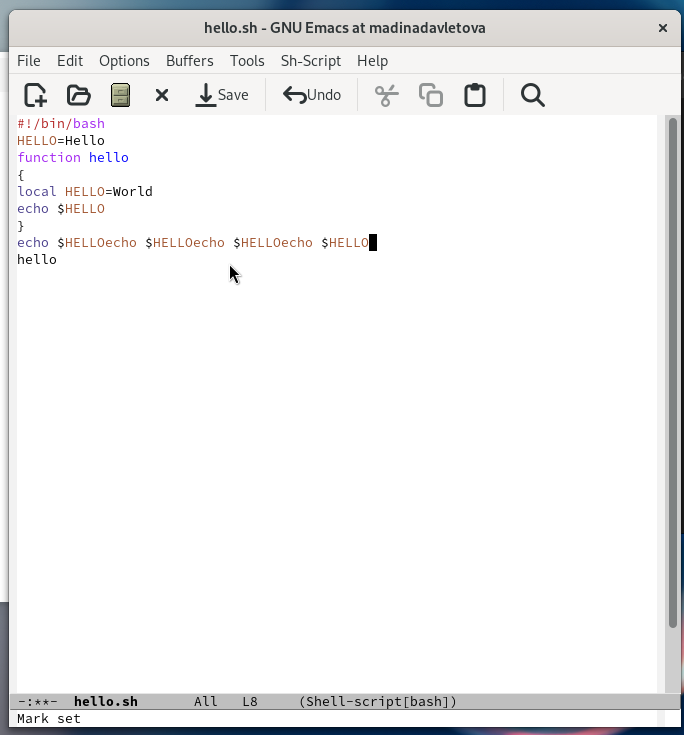 hello.sh - GNU Emacs at madinadavletova
File Edit Options Buffers Tools Sh-Script Help
Save Undo
#!/bin/bash
HELLO=Hello
function hello
{
local HELLO=World
echo $HELLO
}
echo $HELLOecho $HELLOecho $HELLOecho $HELLO
hello
-:**-  hello.sh       All   L8     (Shell-script[bash])
Mark set